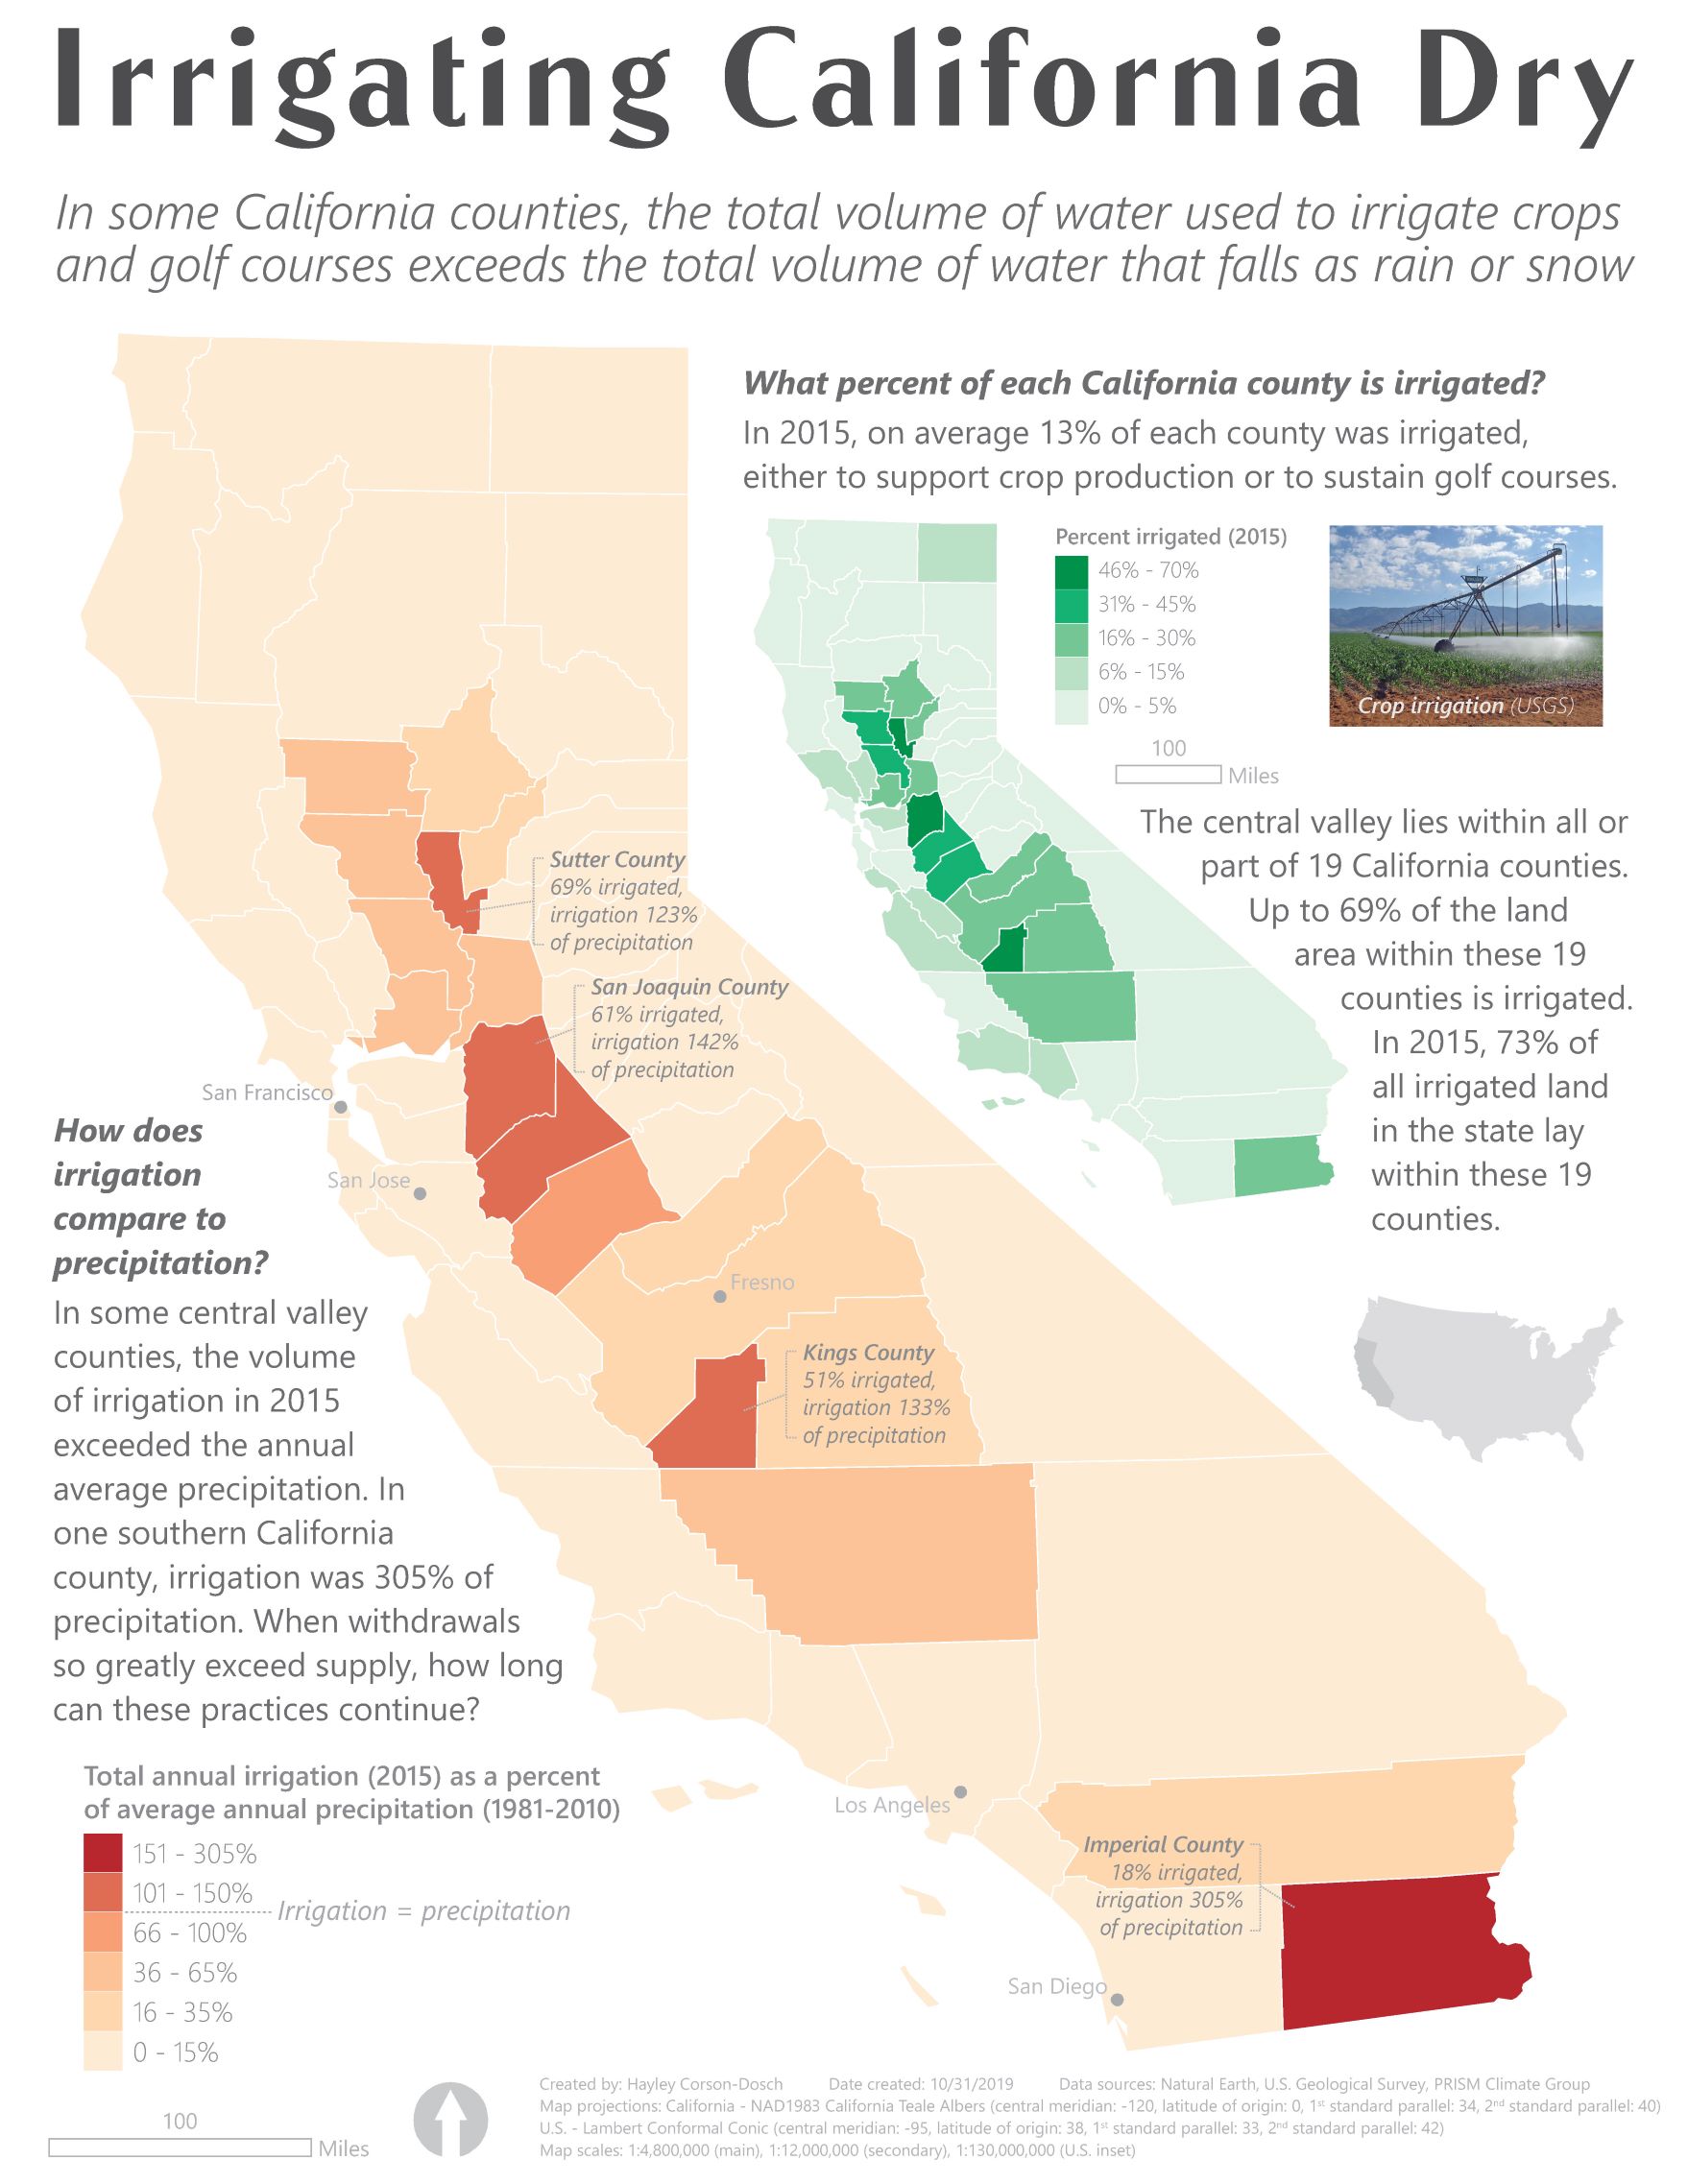 Irrigating California Dry
In some California counties, the total volume of water used to irrigate crops
and golf courses exceeds the total volume of water that falls as rain or snow
What percent of each California county is irrigated?
In 2015, on average 13% of each county was irrigated,
either to support crop production or to sustain golf courses.
Percent irrigated (2015)
46% - 70%
31% - 45%
16% - 30%
6% - 15%
0% - 5%
100
Miles
Crop irrigation (USGS)
The central valley lies within all or
part of 19 California counties.
Up to 69% of the land
area within these 19
counties is irrigated.
In 2015, 73% of
all irrigated land
in the state lay
within these 19
counties.
Sutter County
69% irrigated,
irrigation 123%
of precipitation
San Joaquin County
61% irrigated,
irrigation 142%
of precipitation
San Francisco
San Jose
Fresno
Kings County
51% irrigated,
irrigation 133%
of precipitation
Los Angeles
Imperial County
18% irrigated,
irrigation 305%
of precipitation
San Diego
How does
irrigation
compare to
precipitation?
In some central valley
counties, the volume
of irrigation in 2015
exceeded the annual
average precipitation. In
one southern California
county, irrigation was 305% of
precipitation. When withdrawals
so greatly exceed supply, how long
can these practices continue?
Total annual irrigation (2015) as a percent
of average annual precipitation (1981-2010)
151 - 305%
101 - 150%
Irrigation = precipitation
66 - 100%
36 - 65%
16 - 35%
0 - 15%
100
Miles
Created by: Hayley Corson-Dosch Date created: 10/31/2019 Data sources: Natural Earth, U.S. Geological Survey, PRISM Climate Group
Map projections: California - NAD1983 California Teale Albers (central meridian: -120, latitude of origin: 0, 1st standard parallel: 34, 2nd standard parallel: 40)
U.S. - Lambert Conformal Conic (central meridian: -95, latitude of origin: 38, 1st standard parallel: 33, 2nd standard parallel: 42)
Map scales: 1:4,800,000 (main), 1:12,000,000 (secondary), 1:130,000,000 (U.S. inset)